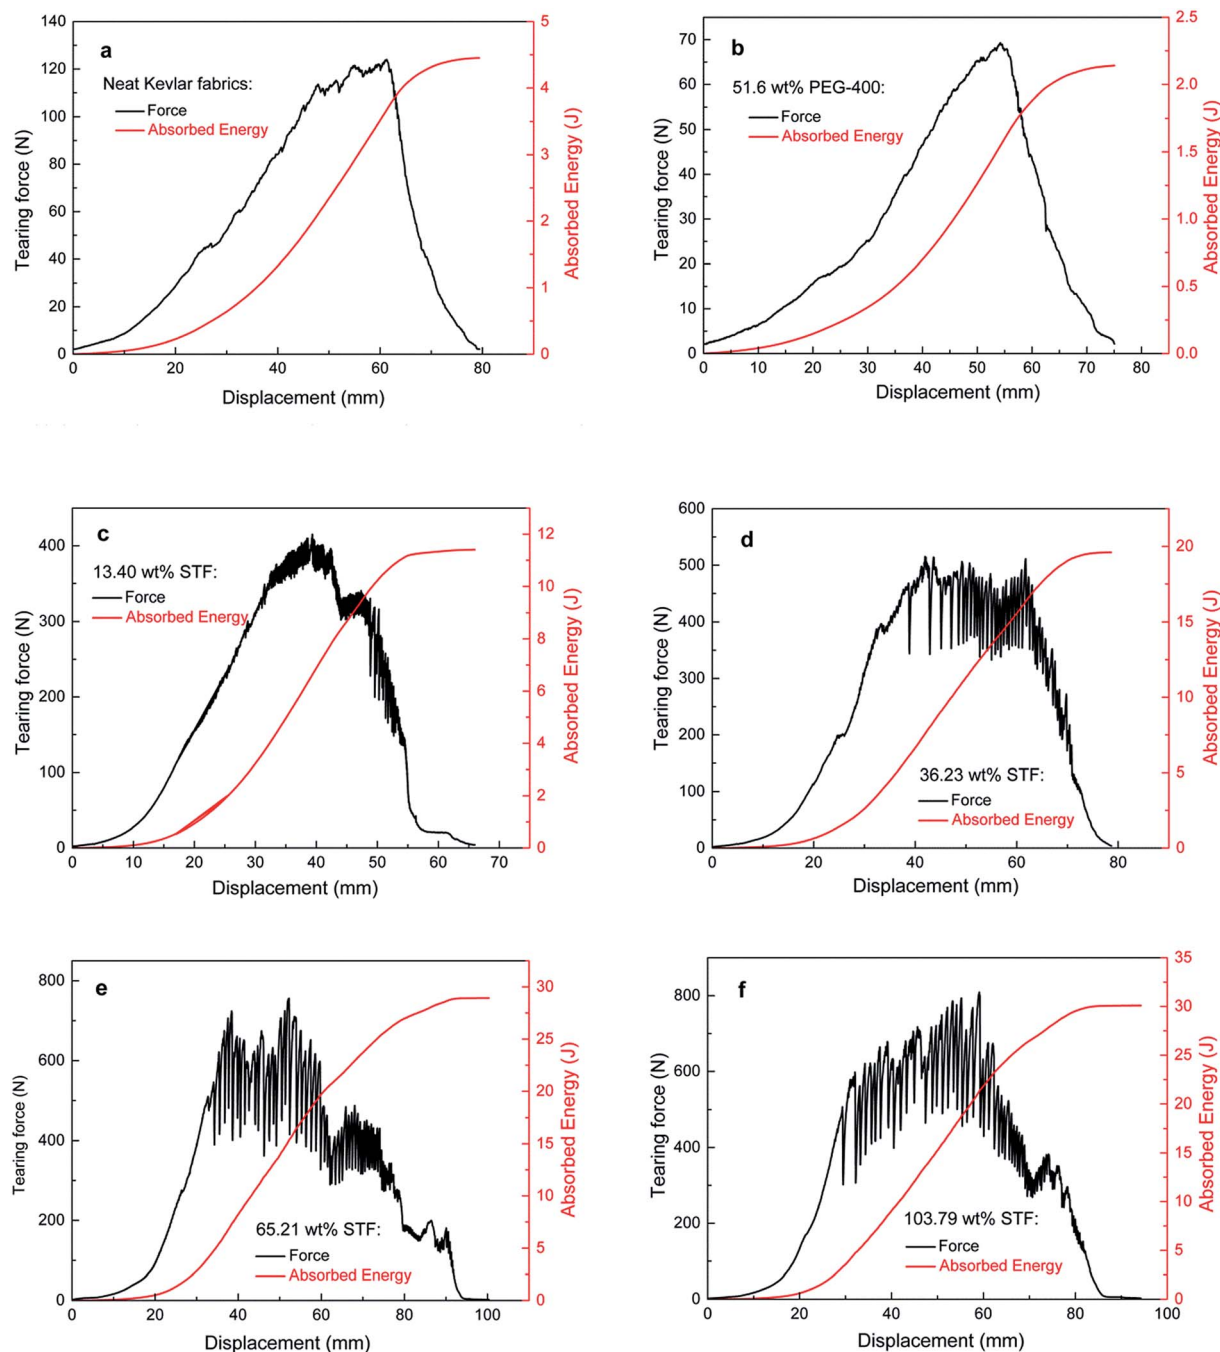 a
Neat Kevlar fabrics:
Force
Absorbed Energy
140
120
100
80
60
40
20
0
Tearing force (N)
5
4
3
2
1
0
Absorbed Energy (J)
0 20 40 60 80
Displacement (mm)
b
51.6 wt% PEG-400:
Force
Absorbed Energy
70
60
50
40
30
20
10
0
Tearing force (N)
2.5
2.0
1.5
1.0
0.5
0.0
Absorbed Energy (J)
0 10 20 30 40 50 60 70 80
Displacement (mm)
c
13.40 wt% STF:
Force
Absorbed Energy
400
300
200
100
0
Tearing force (N)
12
10
8
6
4
2
0
Absorbed Energy (J)
0 10 20 30 40 50 60 70
Displacement (mm)
d
36.23 wt% STF:
Force
Absorbed Energy
600
500
400
300
200
100
0
Tearing force (N)
20
15
10
5
0
Absorbed Energy (J)
0 20 40 60 80
Displacement (mm)
e
65.21 wt% STF:
Force
Absorbed Energy
800
600
400
200
0
Tearing force (N)
30
25
20
15
10
5
0
Absorbed Energy (J)
0 20 40 60 80 100
Displacement (mm)
f
103.79 wt% STF:
Force
Absorbed Energy
800
600
400
200
0
Tearing force (N)
35
30
25
20
15
10
5
0
Absorbed Energy (J)
0 20 40 60 80 100
Displacement (mm)